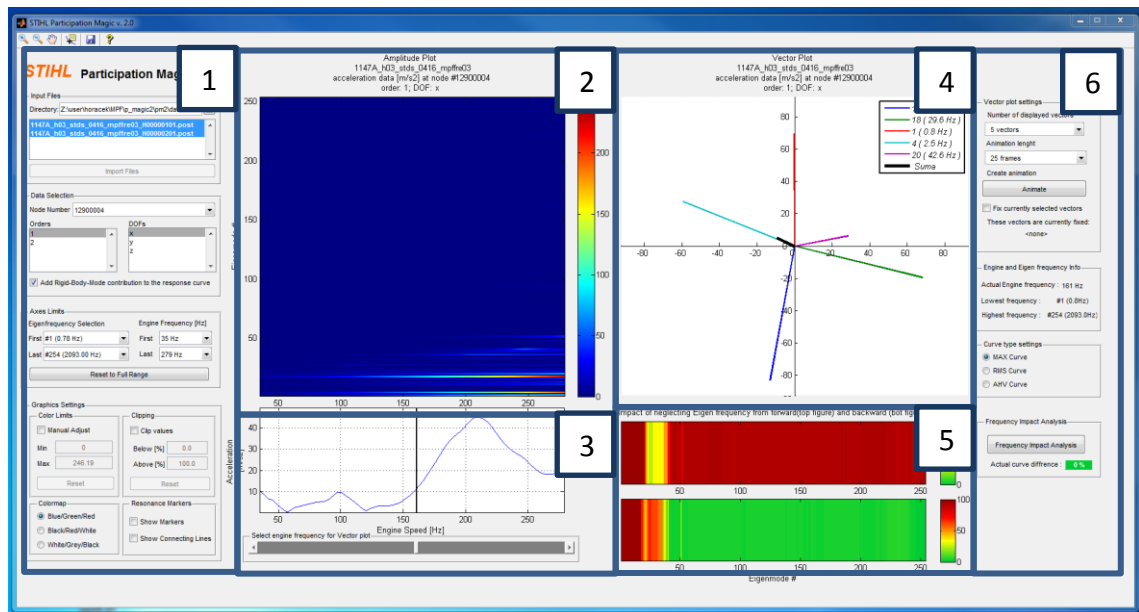 STIHL Participation Magic v. 2.0
1
STIHL Participation Ma
Input Files
Directory: Z:\user\horacek\MPF\p_magic2\pm2\da
1147A_h03_stds_0416_mpffre03_H0000101.post
1147A_h03_stds_0416_mpffre03_H0000201.post
Import Files
Data Selection
Node Number 12900004
Orders
DOFs
1
2
x
y
z
Add Rigid-Body-Mode contribution to the response curve
Axes Limits
Eigenfrequency Selection
Engine Frequency [Hz]
First #1 (0.78 Hz)
First 35 Hz
Last #254 (2093.00 Hz)
Last 279 Hz
Reset to Full Range
Graphics Settings
Color Limits
Manual Adjust
Min 0
Max 246.19
Reset
Clipping
Clip values
Below [%] 0.0
Above [%] 100.0
Reset
Colormap
Blue/Green/Red
Black/Red/White
White/Grey/Black
Resonance Markers
Show Markers
Show Connecting Lines
2
Amplitude Plot
1147A_h03_stds_0416_mpffre03
acceleration data [m/s2] at node #12900004
order: 1; DOF: x
250
200
150
100
50
50 100 150 200 250
200
150
100
50
0
3
Acceleration
40
30
20
10
50 100 150 200 250
Engine Speed [Hz]
Select engine frequency for Vector plot
4
Vector Plot
1147A_h03_stds_0416_mpffre03
acceleration data [m/s2] at node #12900004
order: 1; DOF: x
18 ( 29.6 Hz )
1 ( 0.8 Hz )
4 ( 2.5 Hz )
20 ( 42.6 Hz )
Suma
80
60
40
20
-80 -60 -40 -20 0 20 40 60 80
-20
-40
-60
-80
5
Impact of neglecting Eigen frequency from forward(top figure) and backward (bot fig
50 100 150 200 250
0
100
50
0
50 100 150 200 250
Eigenmode #
6
Vector plot settings
Number of displayed vectors
5 vectors
Animation lenght
25 frames
Create animation
Animate
Fix currently selected vectors
These vectors are currently fixed:
<none>
Engine and Eigen frequency Info
Actual Engine frequency : 161 Hz
Lowest frequency : #1 (0.8Hz)
Highest frequency : #254 (2093.0Hz)
Curve type settings
MAX Curve
RMS Curve
AHV Curve
Frequency Impact Analysis
Frequency Impact Analysis
Actual curve diffrence : 0 %